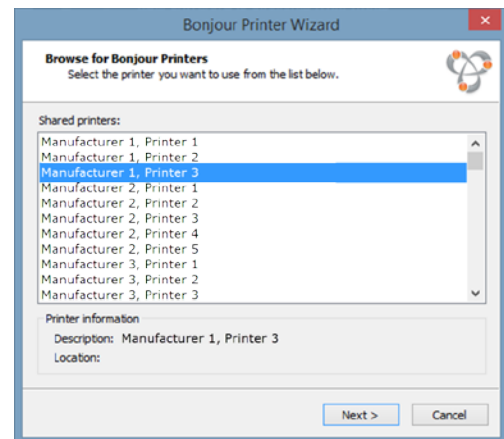 Bonjour Printer Wizard
Browse for Bonjour Printers
Select the printer you want to use from the list below.
Shared printers:
Manufacturer 1, Printer 1
Manufacturer 1, Printer 2
Manufacturer 1, Printer 3
Manufacturer 2, Printer 1
Manufacturer 2, Printer 2
Manufacturer 2, Printer 3
Manufacturer 2, Printer 4
Manufacturer 2, Printer 5
Manufacturer 3, Printer 1
Manufacturer 3, Printer 2
Manufacturer 3, Printer 3
Printer information
Description: Manufacturer 1, Printer 3
Location:
Next > Cancel